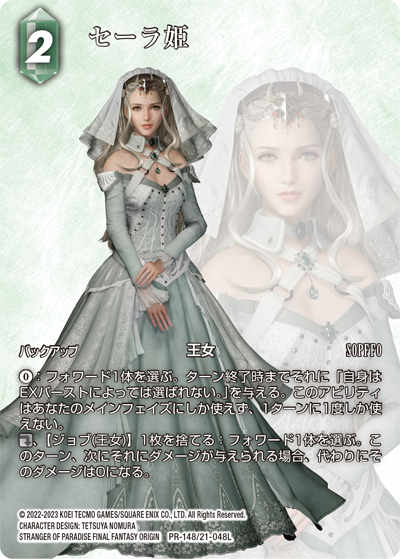 2
セーラ姫
バックアップ 王女 SOPFFO
0：フォワード1体を選ぶ。ターン終了時までそれに「自身は
EXバーストによっては選ばれない。」を与える。このアビリティ
はあなたのメインフェイズにしか使えず、1ターンに1度しか使
えない。
、【ジョブ(王女)】1枚を捨てる：フォワード1体を選ぶ。こ
のターン、次にそれにダメージが与えられる場合、代わりにそ
のダメージは0になる。
© 2022-2023 KOEI TECMO GAMES/SQUARE ENIX CO., LTD. All Rights Reserved.
CHARACTER DESIGN: TETSUYA NOMURA
STRANGER OF PARADISE FINAL FANTASY ORIGIN PR-148/21-048L